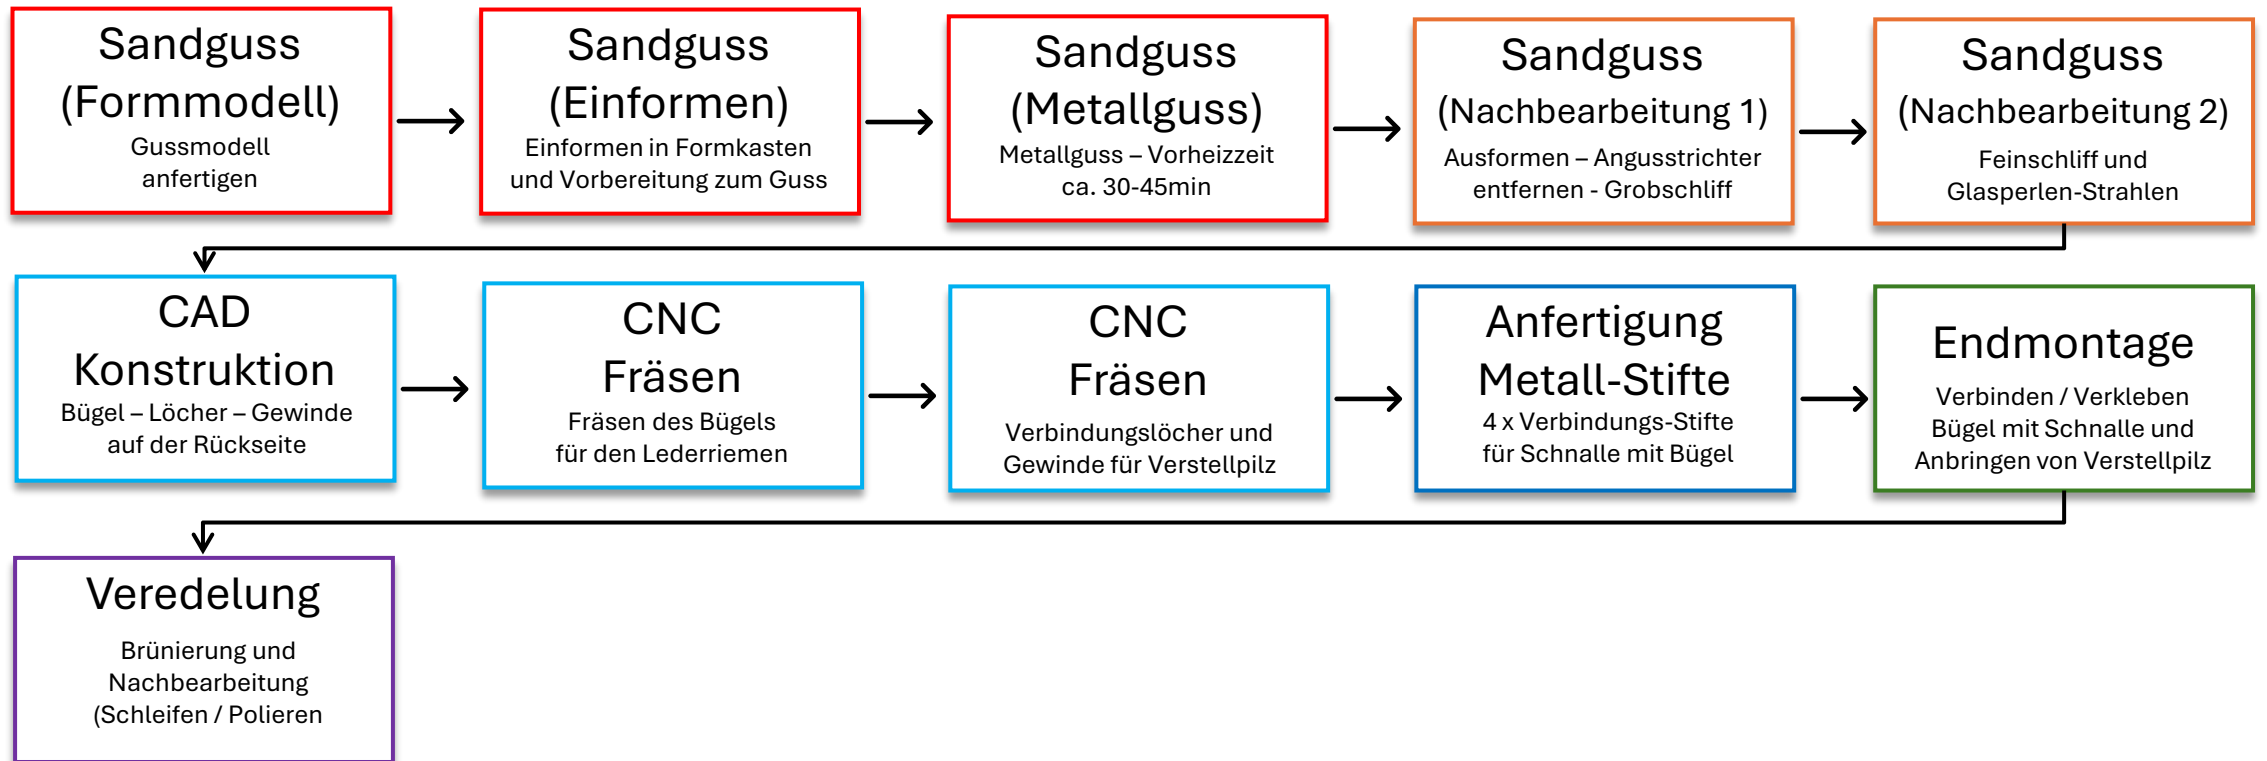 Sandguss
(Formmodell)
Gussmodell
anfertigen
Sandguss
(Einformen)
Einformen in Formkasten
und Vorbereitung zum Guss
Sandguss
(Metallguss)
Metallguss – Vorheizzeit
ca. 30-45min
Sandguss
(Nachbearbeitung 1)
Ausformen – Angusstrichter
entfernen - Grobschliff
Sandguss
(Nachbearbeitung 2)
Feinschliff und
Glasperlen-Strahlen
CAD
Konstruktion
Bügel – Löcher – Gewinde
auf der Rückseite
CNC
Fräsen
Fräsen des Bügels
für den Lederriemen
CNC
Fräsen
Verbindungslöcher und
Gewinde für Verstellpilz
Anfertigung
Metall-Stifte
4 x Verbindungs-Stifte
für Schnalle mit Bügel
Endmontage
Verbinden / Verkleben
Bügel mit Schnalle und
Anbringen von Verstellpilz
Veredelung
Brünierung und
Nachbearbeitung
(Schleifen / Polieren